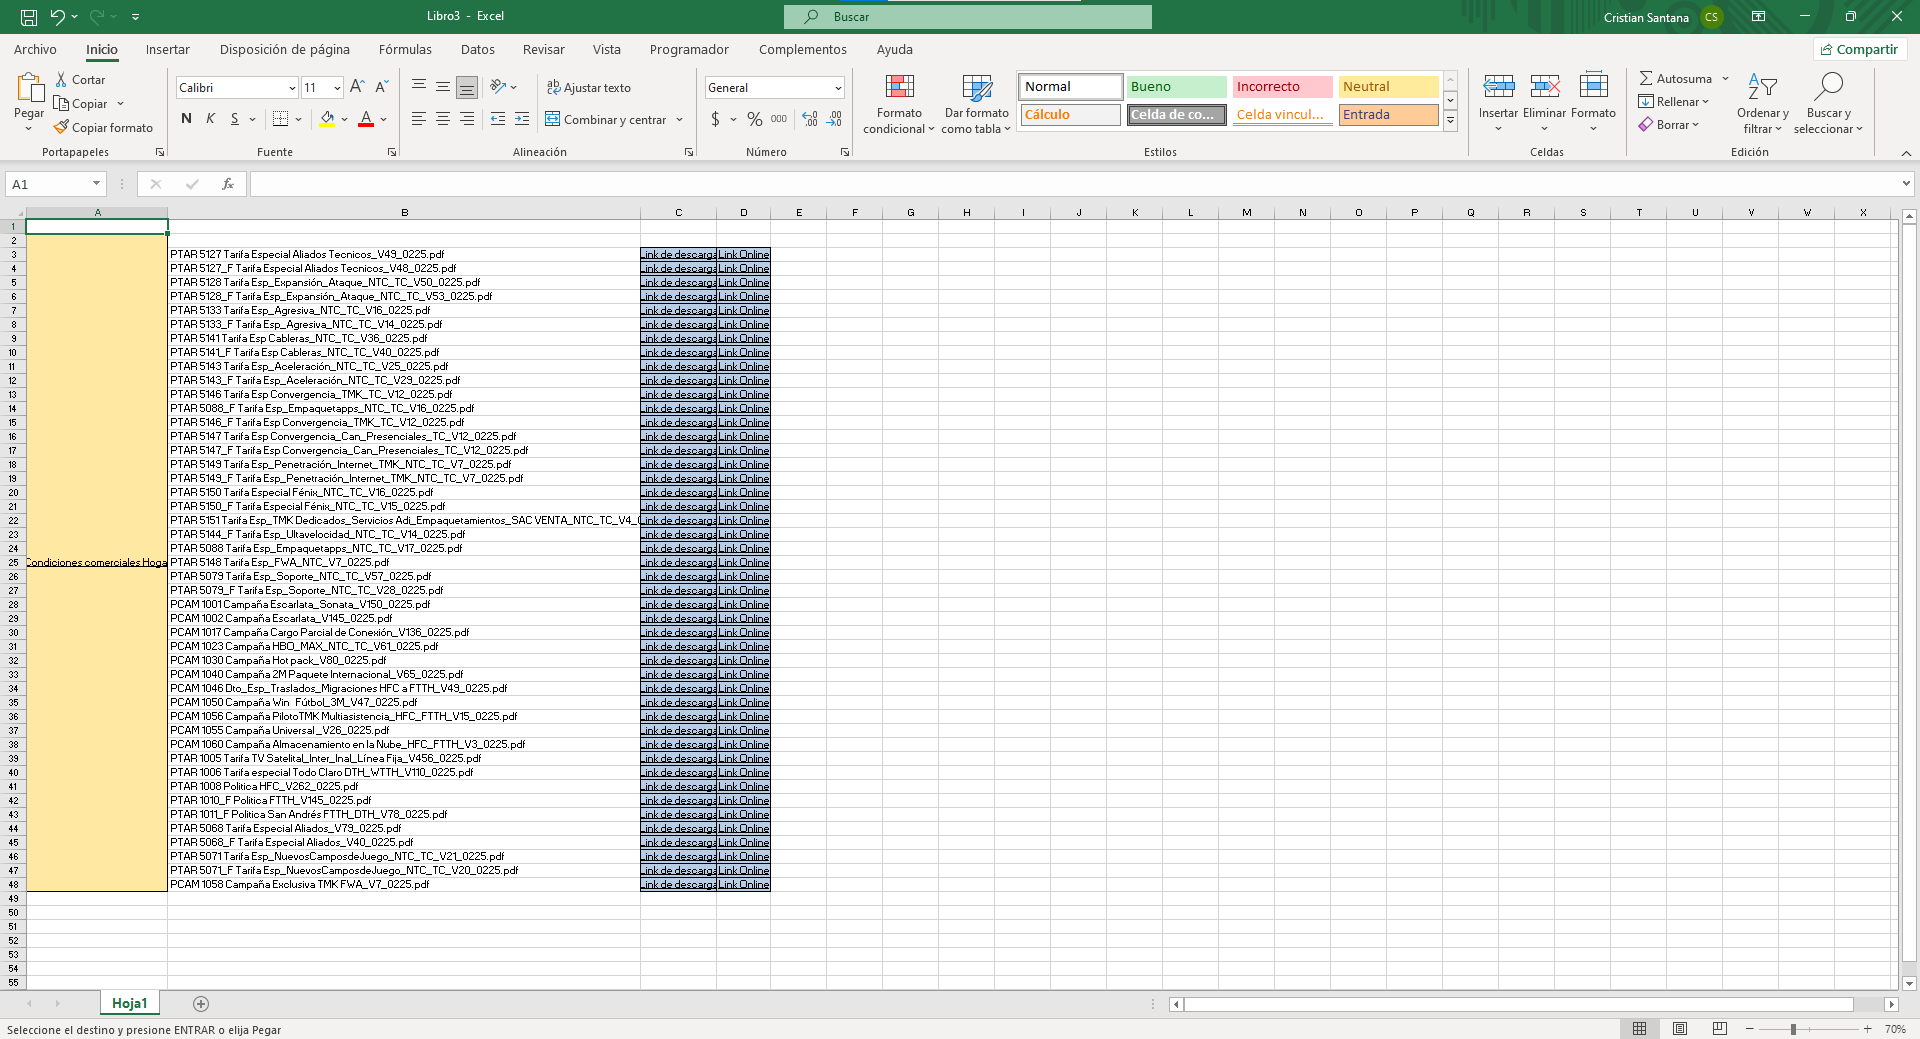 Libro3 - Excel
Buscar
Cristian Santana
CS
Archivo Inicio Insertar Disposición de página Fórmulas Datos Revisar Vista Programador Complementos Ayuda
Compartir
Pegar
Cortar
Copiar
Copiar formato
Portapapeles
Calibri 11
N K S
Fuente
Ajustar texto
Combinar y centrar
Alineación
General
$ % 000
Número
Formato condicional
Dar formato como tabla
Normal Bueno Incorrecto Neutral
Cálculo Celda de co... Celda vincul... Entrada
Estilos
Insertar Eliminar Formato
Celdas
Autosuma
Rellenar
Borrar
Ordenar y filtrar
Buscar y seleccionar
Edición
A1
fx
A B C D E F G H I J K L M N O P Q R S T U V W X
1
2
3 PTAR 5127 Tarifa Especial Aliados Tecnicos_V49_0225.pdf Link de descarga Link Online
4 PTAR 5127_F Tarifa Especial Aliados Tecnicos_V48_0225.pdf Link de descarga Link Online
5 PTAR 5128 Tarifa Esp_Expansión_Ataque_NTC_TC_V50_0225.pdf Link de descarga Link Online
6 PTAR 5128_F Tarifa Esp_Expansión_Ataque_NTC_TC_V53_0225.pdf Link de descarga Link Online
7 PTAR 5133 Tarifa Esp_Agresiva_NTC_TC_V16_0225.pdf Link de descarga Link Online
8 PTAR 5133_F Tarifa Esp_Agresiva_NTC_TC_V14_0225.pdf Link de descarga Link Online
9 PTAR 5141 Tarifa Esp Cableras_NTC_TC_V36_0225.pdf Link de descarga Link Online
10 PTAR 5141_F Tarifa Esp Cableras_NTC_TC_V40_0225.pdf Link de descarga Link Online
11 PTAR 5143 Tarifa Esp_Aceleración_NTC_TC_V25_0225.pdf Link de descarga Link Online
12 PTAR 5143_F Tarifa Esp_Aceleración_NTC_TC_V29_0225.pdf Link de descarga Link Online
13 PTAR 5146 Tarifa Esp Convergencia_TMK_TC_V12_0225.pdf Link de descarga Link Online
14 PTAR 5088_F Tarifa Esp_Empaquetapps_NTC_TC_V16_0225.pdf Link de descarga Link Online
15 PTAR 5146_F Tarifa Esp Convergencia_TMK_TC_V12_0225.pdf Link de descarga Link Online
16 PTAR 5147 Tarifa Esp Convergencia_Can_Presenciales_TC_V12_0225.pdf Link de descarga Link Online
17 PTAR 5147_F Tarifa Esp Convergencia_Can_Presenciales_TC_V12_0225.pdf Link de descarga Link Online
18 PTAR 5149 Tarifa Esp_Penetración_Internet_TMK_NTC_TC_V7_0225.pdf Link de descarga Link Online
19 PTAR 5149_F Tarifa Esp_Penetración_Internet_TMK_NTC_TC_V7_0225.pdf Link de descarga Link Online
20 PTAR 5150 Tarifa Especial Fénix_NTC_TC_V16_0225.pdf Link de descarga Link Online
21 PTAR 5150_F Tarifa Especial Fénix_NTC_TC_V15_0225.pdf Link de descarga Link Online
22 PTAR 5151 Tarifa Esp_TMK Dedicados_Servicios Adi_Empaquetamientos_SAC VENTA_NTC_TC_V4_ Link de descarga Link Online
23 PTAR 5144_F Tarifa Esp_Ultavelocidad_NTC_TC_V14_0225.pdf Link de descarga Link Online
24 PTAR 5088 Tarifa Esp_Empaquetapps_NTC_TC_V17_0225.pdf Link de descarga Link Online
25 Condiciones comerciales Hoga PTAR 5148 Tarifa Esp_FWA_NTC_V7_0225.pdf Link de descarga Link Online
26 PTAR 5079 Tarifa Esp_Soporte_NTC_TC_V57_0225.pdf Link de descarga Link Online
27 PTAR 5079_F Tarifa Esp_Soporte_NTC_TC_V28_0225.pdf Link de descarga Link Online
28 PCAM 1001 Campaña Escarlata_Sonata_V150_0225.pdf Link de descarga Link Online
29 PCAM 1002 Campaña Escarlata_V145_0225.pdf Link de descarga Link Online
30 PCAM 1017 Campaña Cargo Parcial de Conexión_V136_0225.pdf Link de descarga Link Online
31 PCAM 1023 Campaña HBO_MAX_NTC_TC_V61_0225.pdf Link de descarga Link Online
32 PCAM 1030 Campaña Hot pack_V80_0225.pdf Link de descarga Link Online
33 PCAM 1040 Campaña 2M Paquete Internacional_V65_0225.pdf Link de descarga Link Online
34 PCAM 1046 Dto_Esp_Traslados_Migraciones HFC a FTTH_V49_0225.pdf Link de descarga Link Online
35 PCAM 1050 Campaña Win Fútbol_3M_V47_0225.pdf Link de descarga Link Online
36 PCAM 1056 Campaña PilotoTMK Multiasistencia_HFC_FTTH_V15_0225.pdf Link de descarga Link Online
37 PCAM 1055 Campaña Universal_V26_0225.pdf Link de descarga Link Online
38 PCAM 1060 Campaña Almacenamiento en la Nube_HFC_FTTH_V3_0225.pdf Link de descarga Link Online
39 PTAR 1005 Tarifa TV Satelital_Inter_Inal_Línea Fija_V456_0225.pdf Link de descarga Link Online
40 PTAR 1006 Tarifa especial Todo Claro DTH_WTTH_V110_0225.pdf Link de descarga Link Online
41 PTAR 1008 Politica HFC_V262_0225.pdf Link de descarga Link Online
42 PTAR 1010_F Politica FTTH_V145_0225.pdf Link de descarga Link Online
43 PTAR 1011_F Politica San Andrés FTTH_DTH_V78_0225.pdf Link de descarga Link Online
44 PTAR 5068 Tarifa Especial Aliados_V79_0225.pdf Link de descarga Link Online
45 PTAR 5068_F Tarifa Especial Aliados_V40_0225.pdf Link de descarga Link Online
46 PTAR 5071 Tarifa Esp_NuevosCamposdeJuego_NTC_TC_V21_0225.pdf Link de descarga Link Online
47 PTAR 5071_F Tarifa Esp_NuevosCamposdeJuego_NTC_TC_V20_0225.pdf Link de descarga Link Online
48 PCAM 1058 Campaña Exclusiva TMK FWA_V7_0225.pdf Link de descarga Link Online
49
50
51
52
53
54
55
Hoja1
Seleccione el destino y presione ENTRAR o elija Pegar
70%